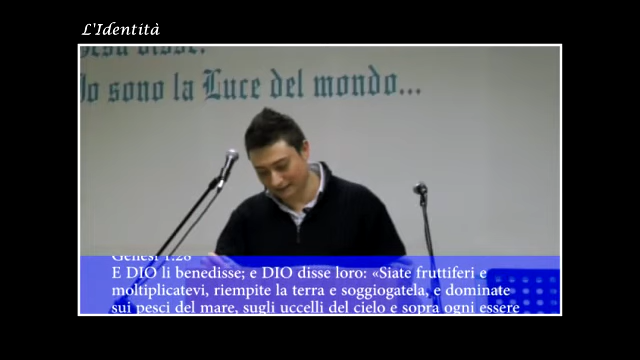 L'Identità
Gesù disse:
Io sono la Luce del mondo...
Genesi 1:28
E DIO li benedisse; e DIO disse loro: «Siate fruttiferi e
moltiplicatevi, riempite la terra e soggiogatela, e dominate
sui pesci del mare, sugli uccelli del cielo e sopra ogni essere